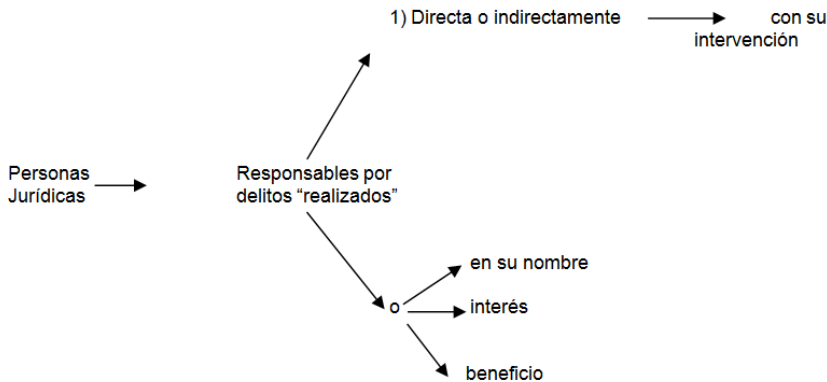 1) Directa o indirectamente con su
intervención
Personas
Jurídicas
Responsables por
delitos “realizados”
en su nombre
o
interés
beneficio